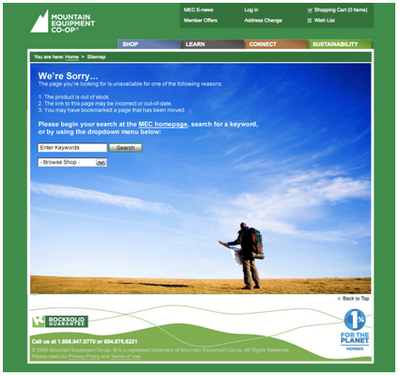 MOUNTAIN
EQUIPMENT
CO-OP®
MEC E-news
Log in
Shopping Cart (0 items)
Member Offers
Address Change
Wish List
SHOP
LEARN
CONNECT
SUSTAINABILITY
You are here: Home > Sitemap
We're Sorry...
The page you're looking for is unavailable for one of the following reasons:
1. The product is out of stock.
2. The link to this page may be incorrect or out-of-date.
3. You may have bookmarked a page that has been moved.
Please begin your search at the MEC homepage, search for a keyword,
or by using the dropdown menu below:
Enter Keywords
Search
- Browse Shop -
Back to Top
ROCKSOLID
GUARANTEE
1%
FOR THE
PLANET
MEMBER
Call us at 1.888.847.0770 or 604.876.6221
© 2009 Mountain Equipment Co-op. ® is a registered trademark of Mountain Equipment Co-op. All Rights Reserved.
Please read our Privacy Policy and Terms of Use.